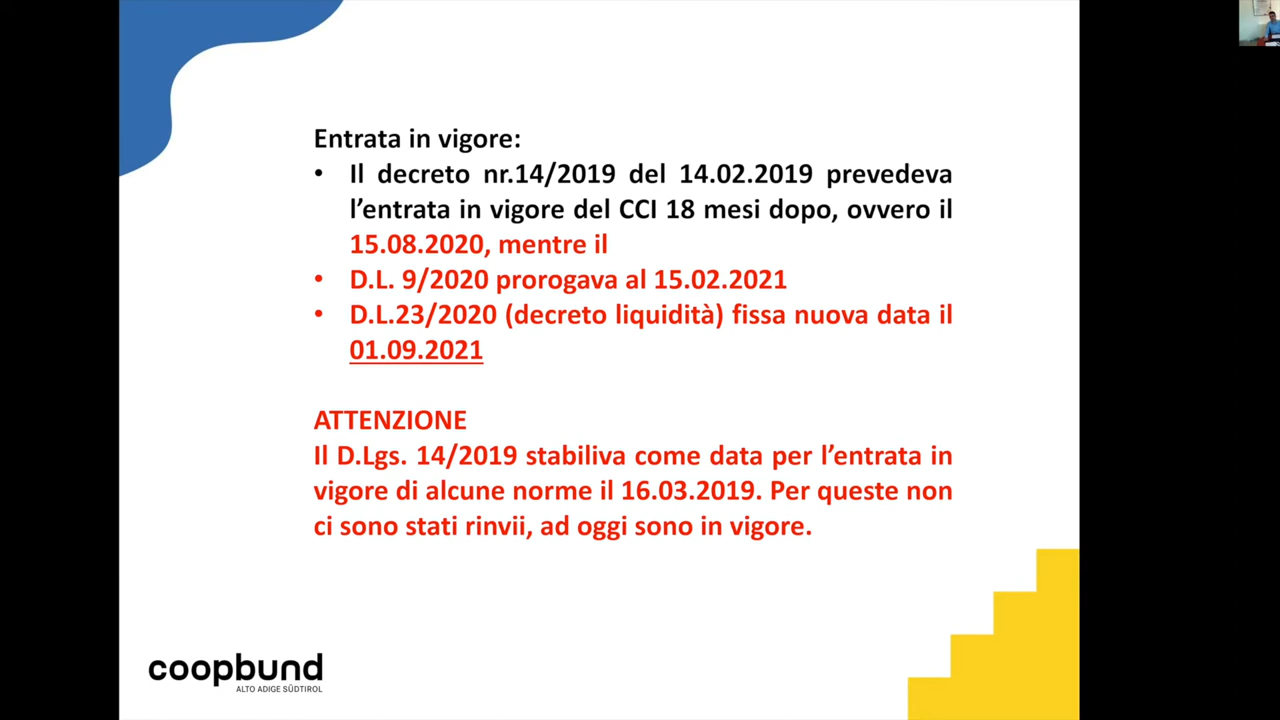 Entrata in vigore:
• Il decreto nr.14/2019 del 14.02.2019 prevedeva
l’entrata in vigore del CCI 18 mesi dopo, ovvero il
15.08.2020, mentre il
• D.L. 9/2020 prorogava al 15.02.2021
• D.L.23/2020 (decreto liquidità) fissa nuova data il
01.09.2021
ATTENZIONE
Il D.Lgs. 14/2019 stabiliva come data per l’entrata in
vigore di alcune norme il 16.03.2019. Per queste non
ci sono stati rinvii, ad oggi sono in vigore.
coopbund
ALTO ADIGE SÜDTIROL